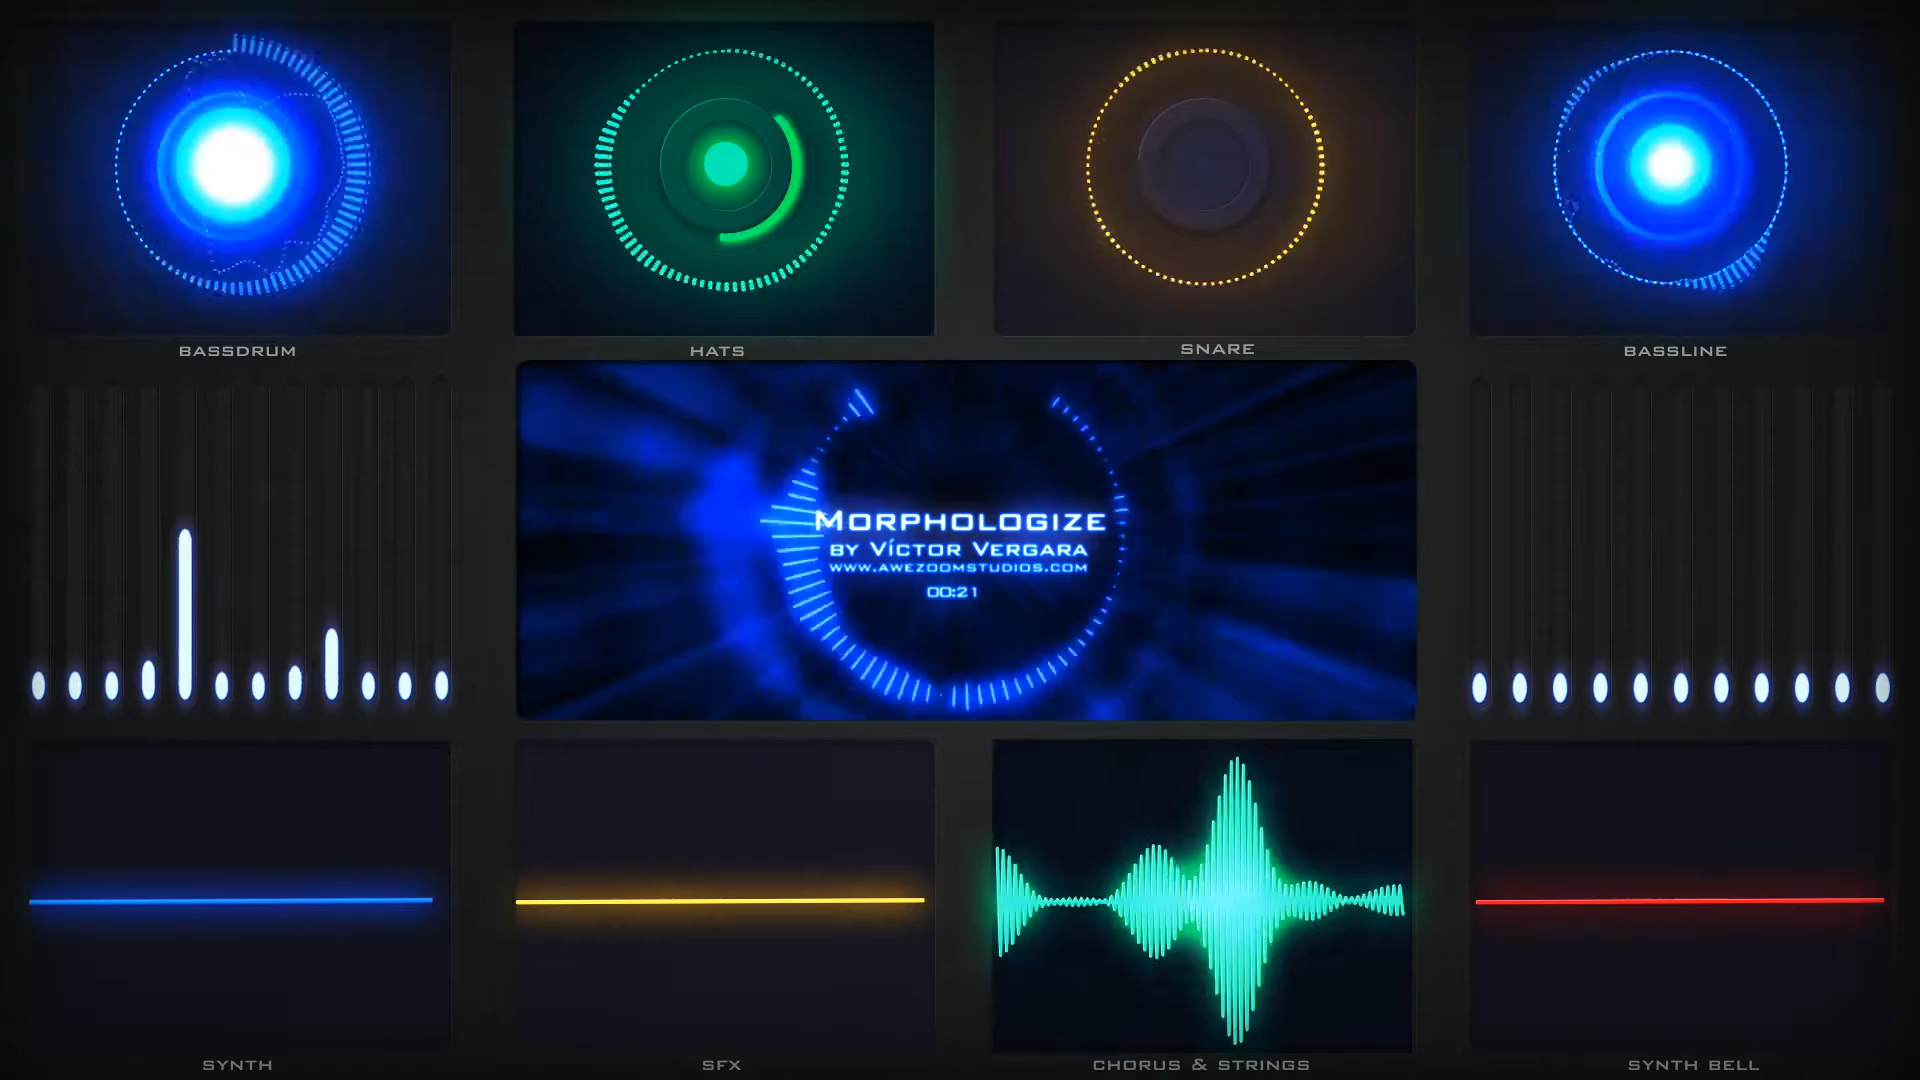 BASSDRUM
HATS
SNARE
BASSLINE
MORPHOLOGIZE
BY VÍCTOR VERGARA
WWW.AWEZOOMSTUDIOS.COM
00:21
SYNTH
SFX
CHORUS & STRINGS
SYNTH BELL